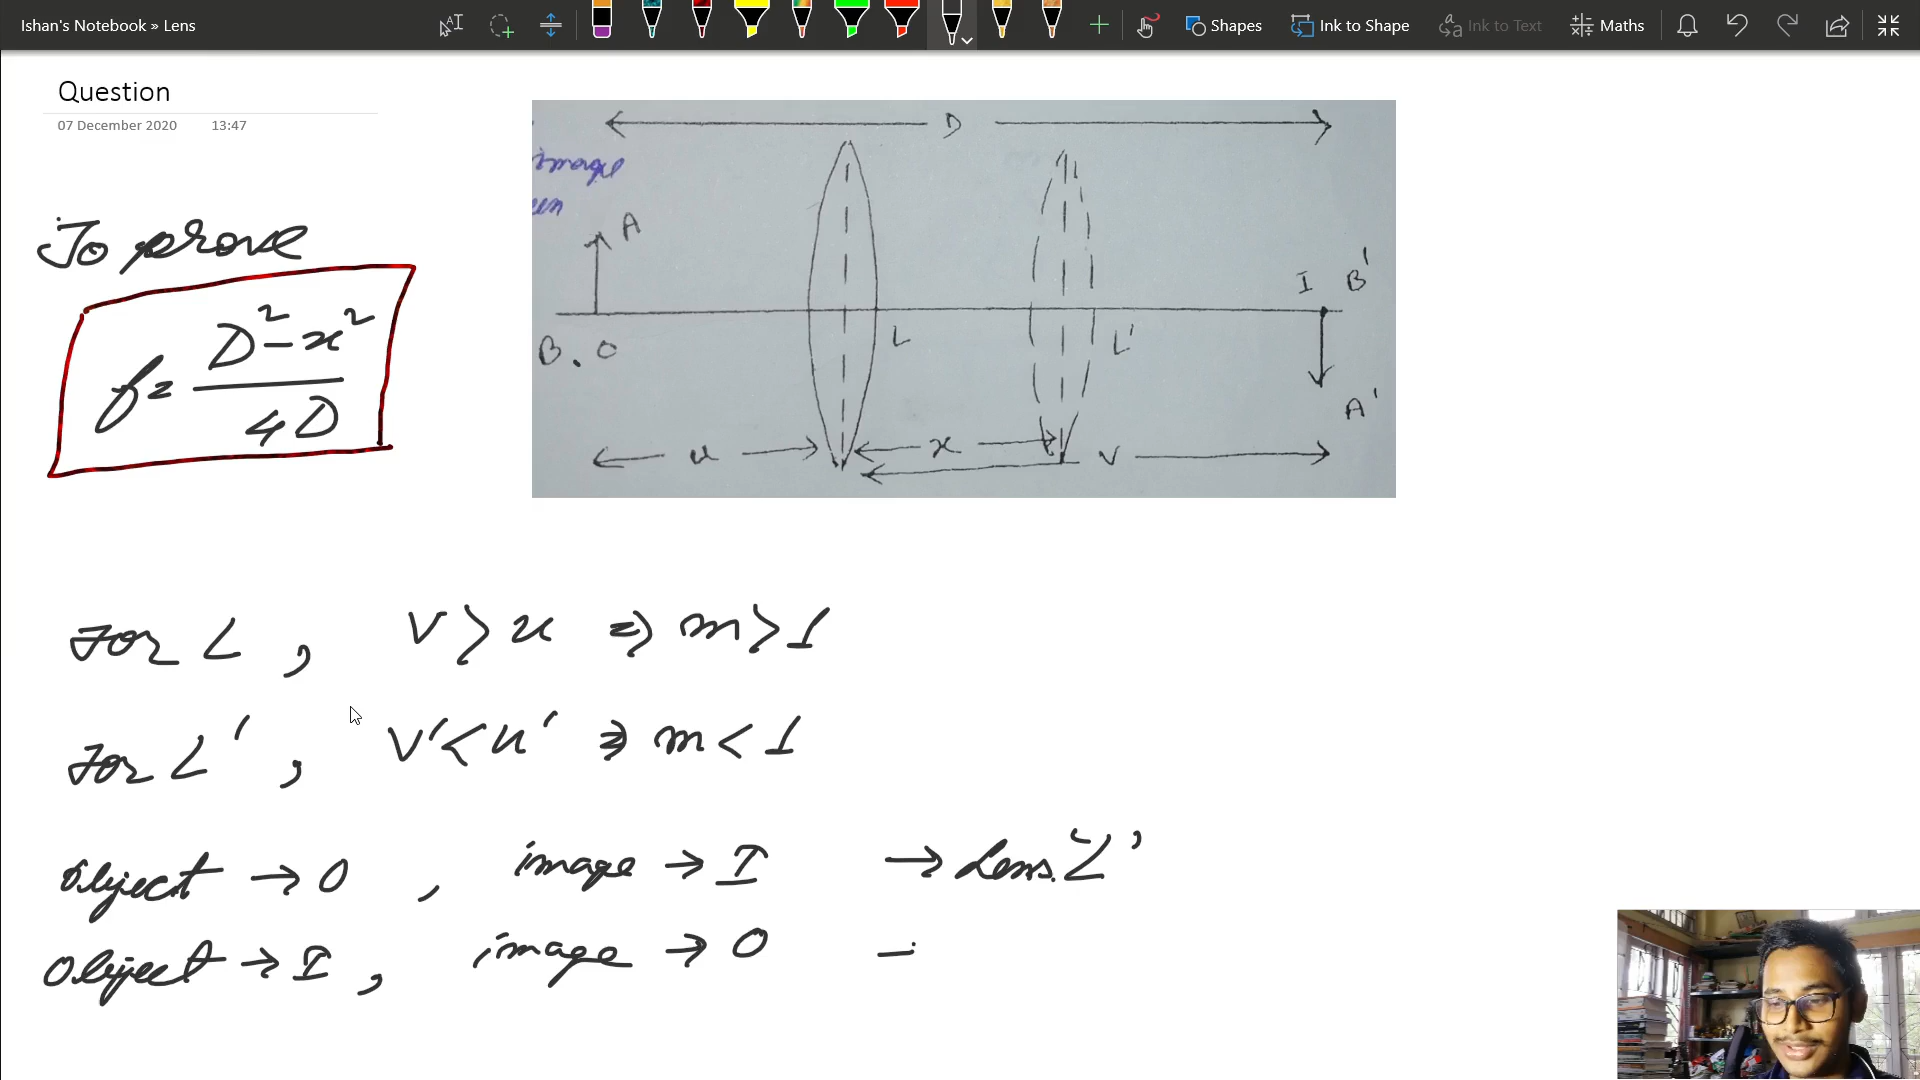 Ishan's Notebook » Lens
Shapes
Ink to Shape
Ink to Text
Maths
Question
07 December 2020 13:47
To prove
f = D² - x² / 4D
image
D
A
B. O
L
L'
I B'
A'
u
x
v
For L , v > u ⇒ m > 1
For L' , v' < u' ⇒ m < 1
Object → O , image → I → Lens L'
Object → I , image → O